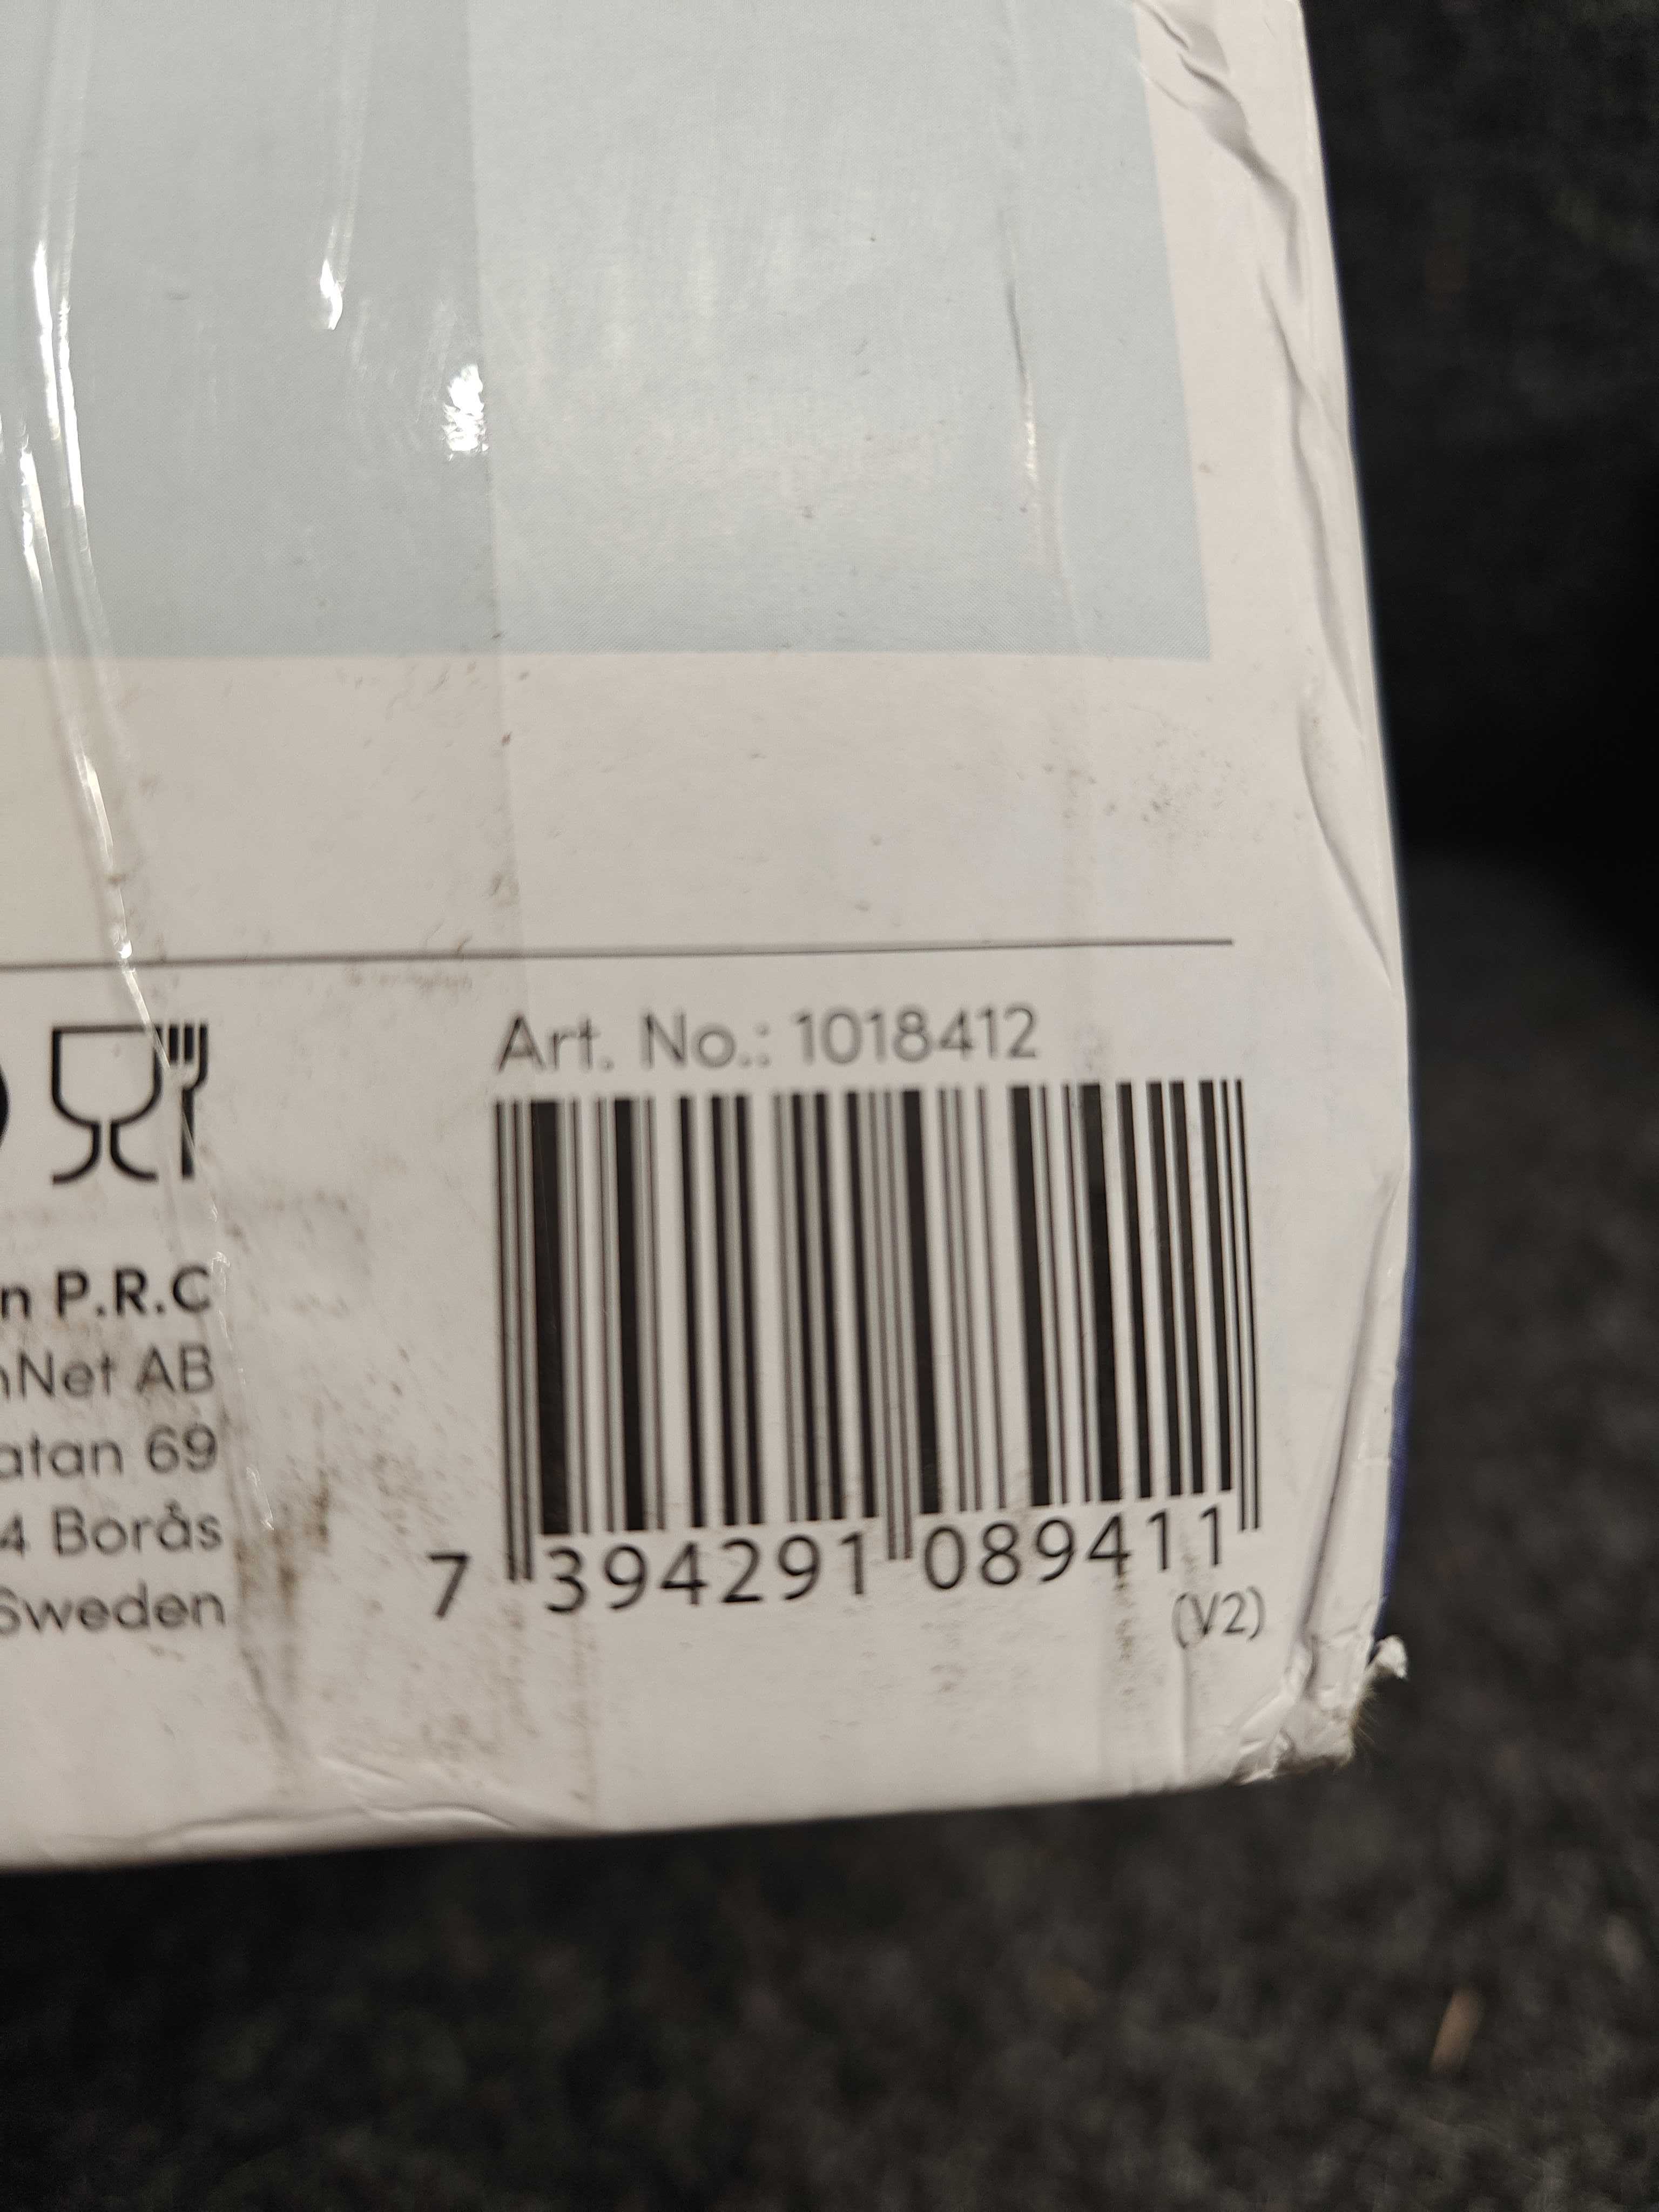 Art. No.: 1018412
n P.R.C
nNet AB
atan 69
4 Borås
Sweden
7 394291 089411
(V2)